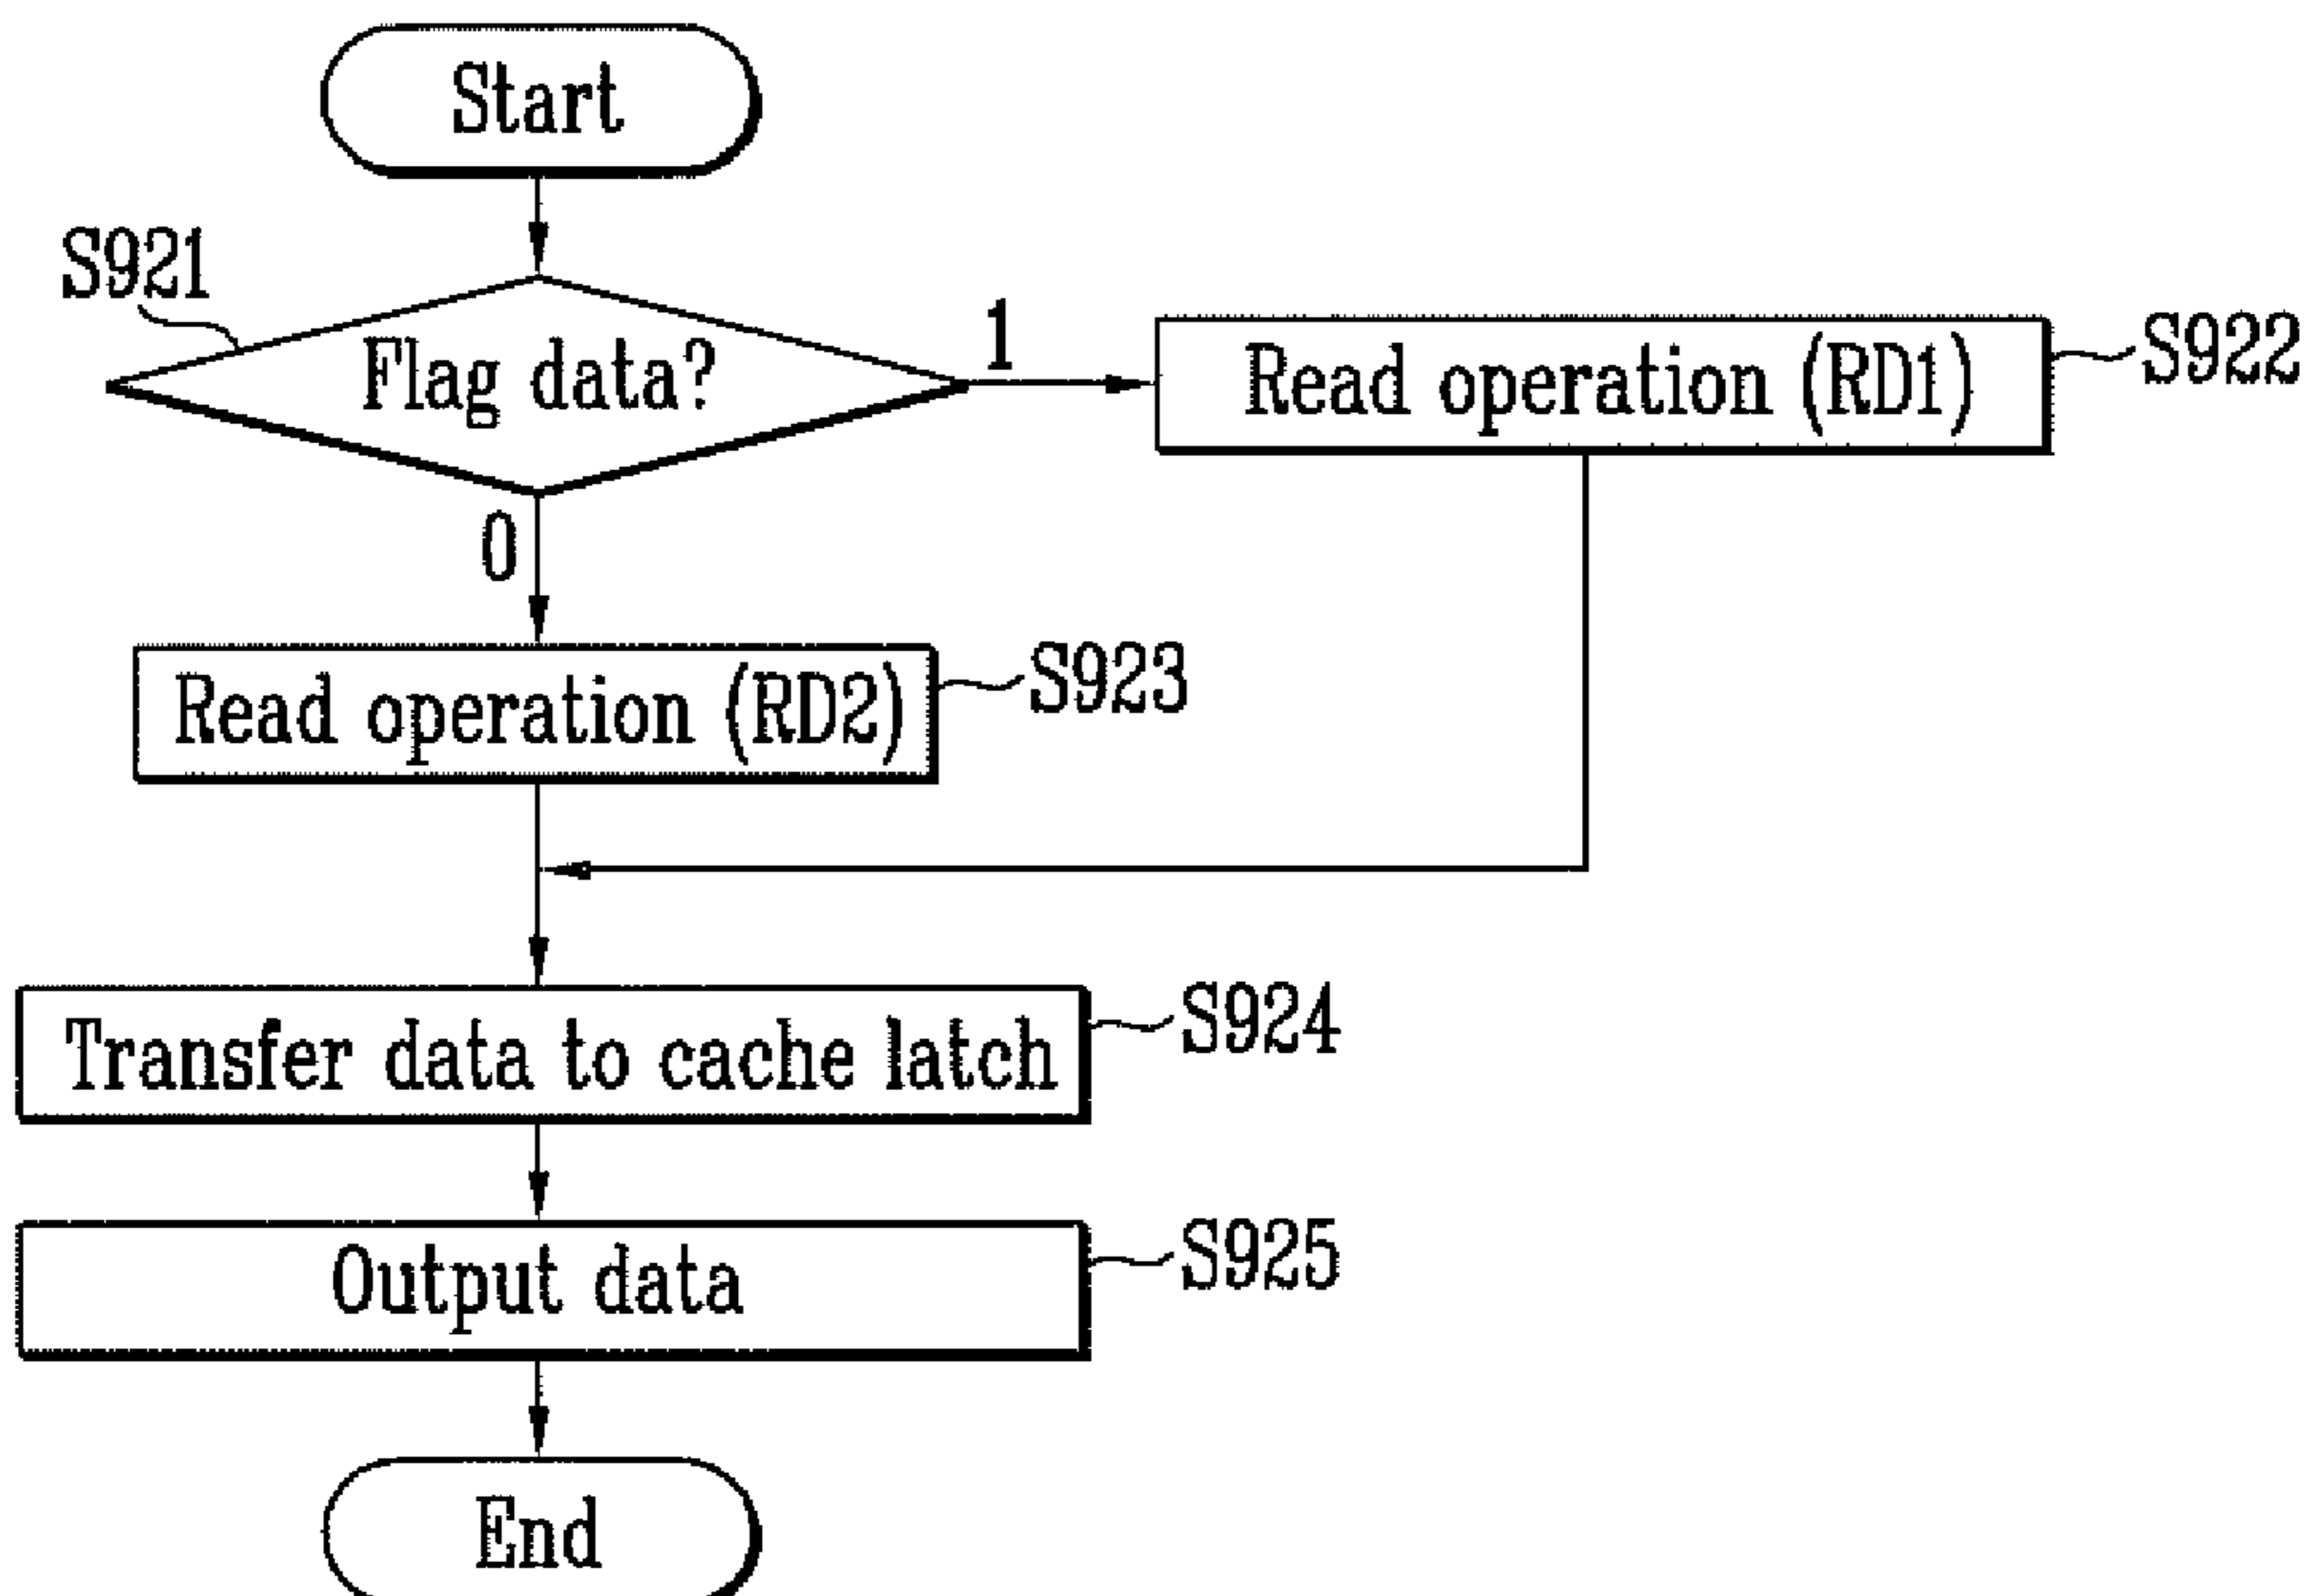 Start
S921
Flag data?
1
Read operation (RD1)
S922
0
Read operation (RD2)
S923
Transfer data to cache latch
S924
Output data
S925
End